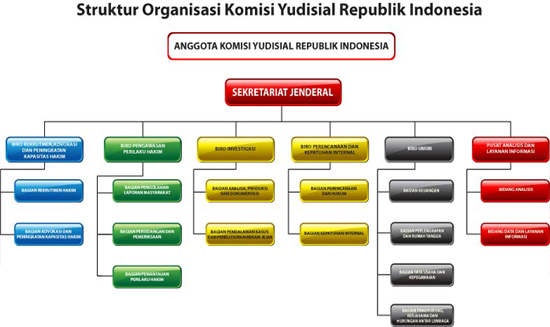 Struktur Organisasi Komisi Yudisial Republik Indonesia
ANGGOTA KOMISI YUDISIAL REPUBLIK INDONESIA
SEKRETARIAT JENDERAL
BIRO REKRUTMEN, ADVOKASI
DAN PENINGKATAN
KAPASITAS HAKIM
BIRO PENGAWASAN
PERILAKU HAKIM
BIRO INVESTIGASI
BIRO PERENCANAAN DAN
KEPATUHAN INTERNAL
BIRO UMUM
PUSAT ANALISIS DAN
LAYANAN INFORMASI
BAGIAN REKRUTMEN HAKIM
BAGIAN PENGOLAHAN
LAPORAN MASYARAKAT
BAGIAN ANALISA, PRODUKSI
DAN DOKUMENTASI
BAGIAN PERENCANAAN
DAN HUKUM
BAGIAN KEUANGAN
BIDANG ANALISIS
BAGIAN ADVOKASI DAN
PENINGKATAN KAPASITAS HAKIM
BAGIAN PERSIDANGAN DAN
PEMERIKSAAN
BAGIAN PENDALAMAN KASUS
DAN PENELUSURAN REKAM JEJAK
BAGIAN KEPATUHAN INTERNAL
BAGIAN PERLENGKAPAN
DAN RUMAH TANGGA
BIDANG DATA DAN LAYANAN
INFORMASI
BAGIAN PEMANTAUAN
PERILAKU HAKIM
BAGIAN TATA USAHA DAN
KEPEGAWAIAN
BAGIAN PENGHUBUNG,
KERJASAMA DAN
HUBUNGAN ANTAR LEMBAGA